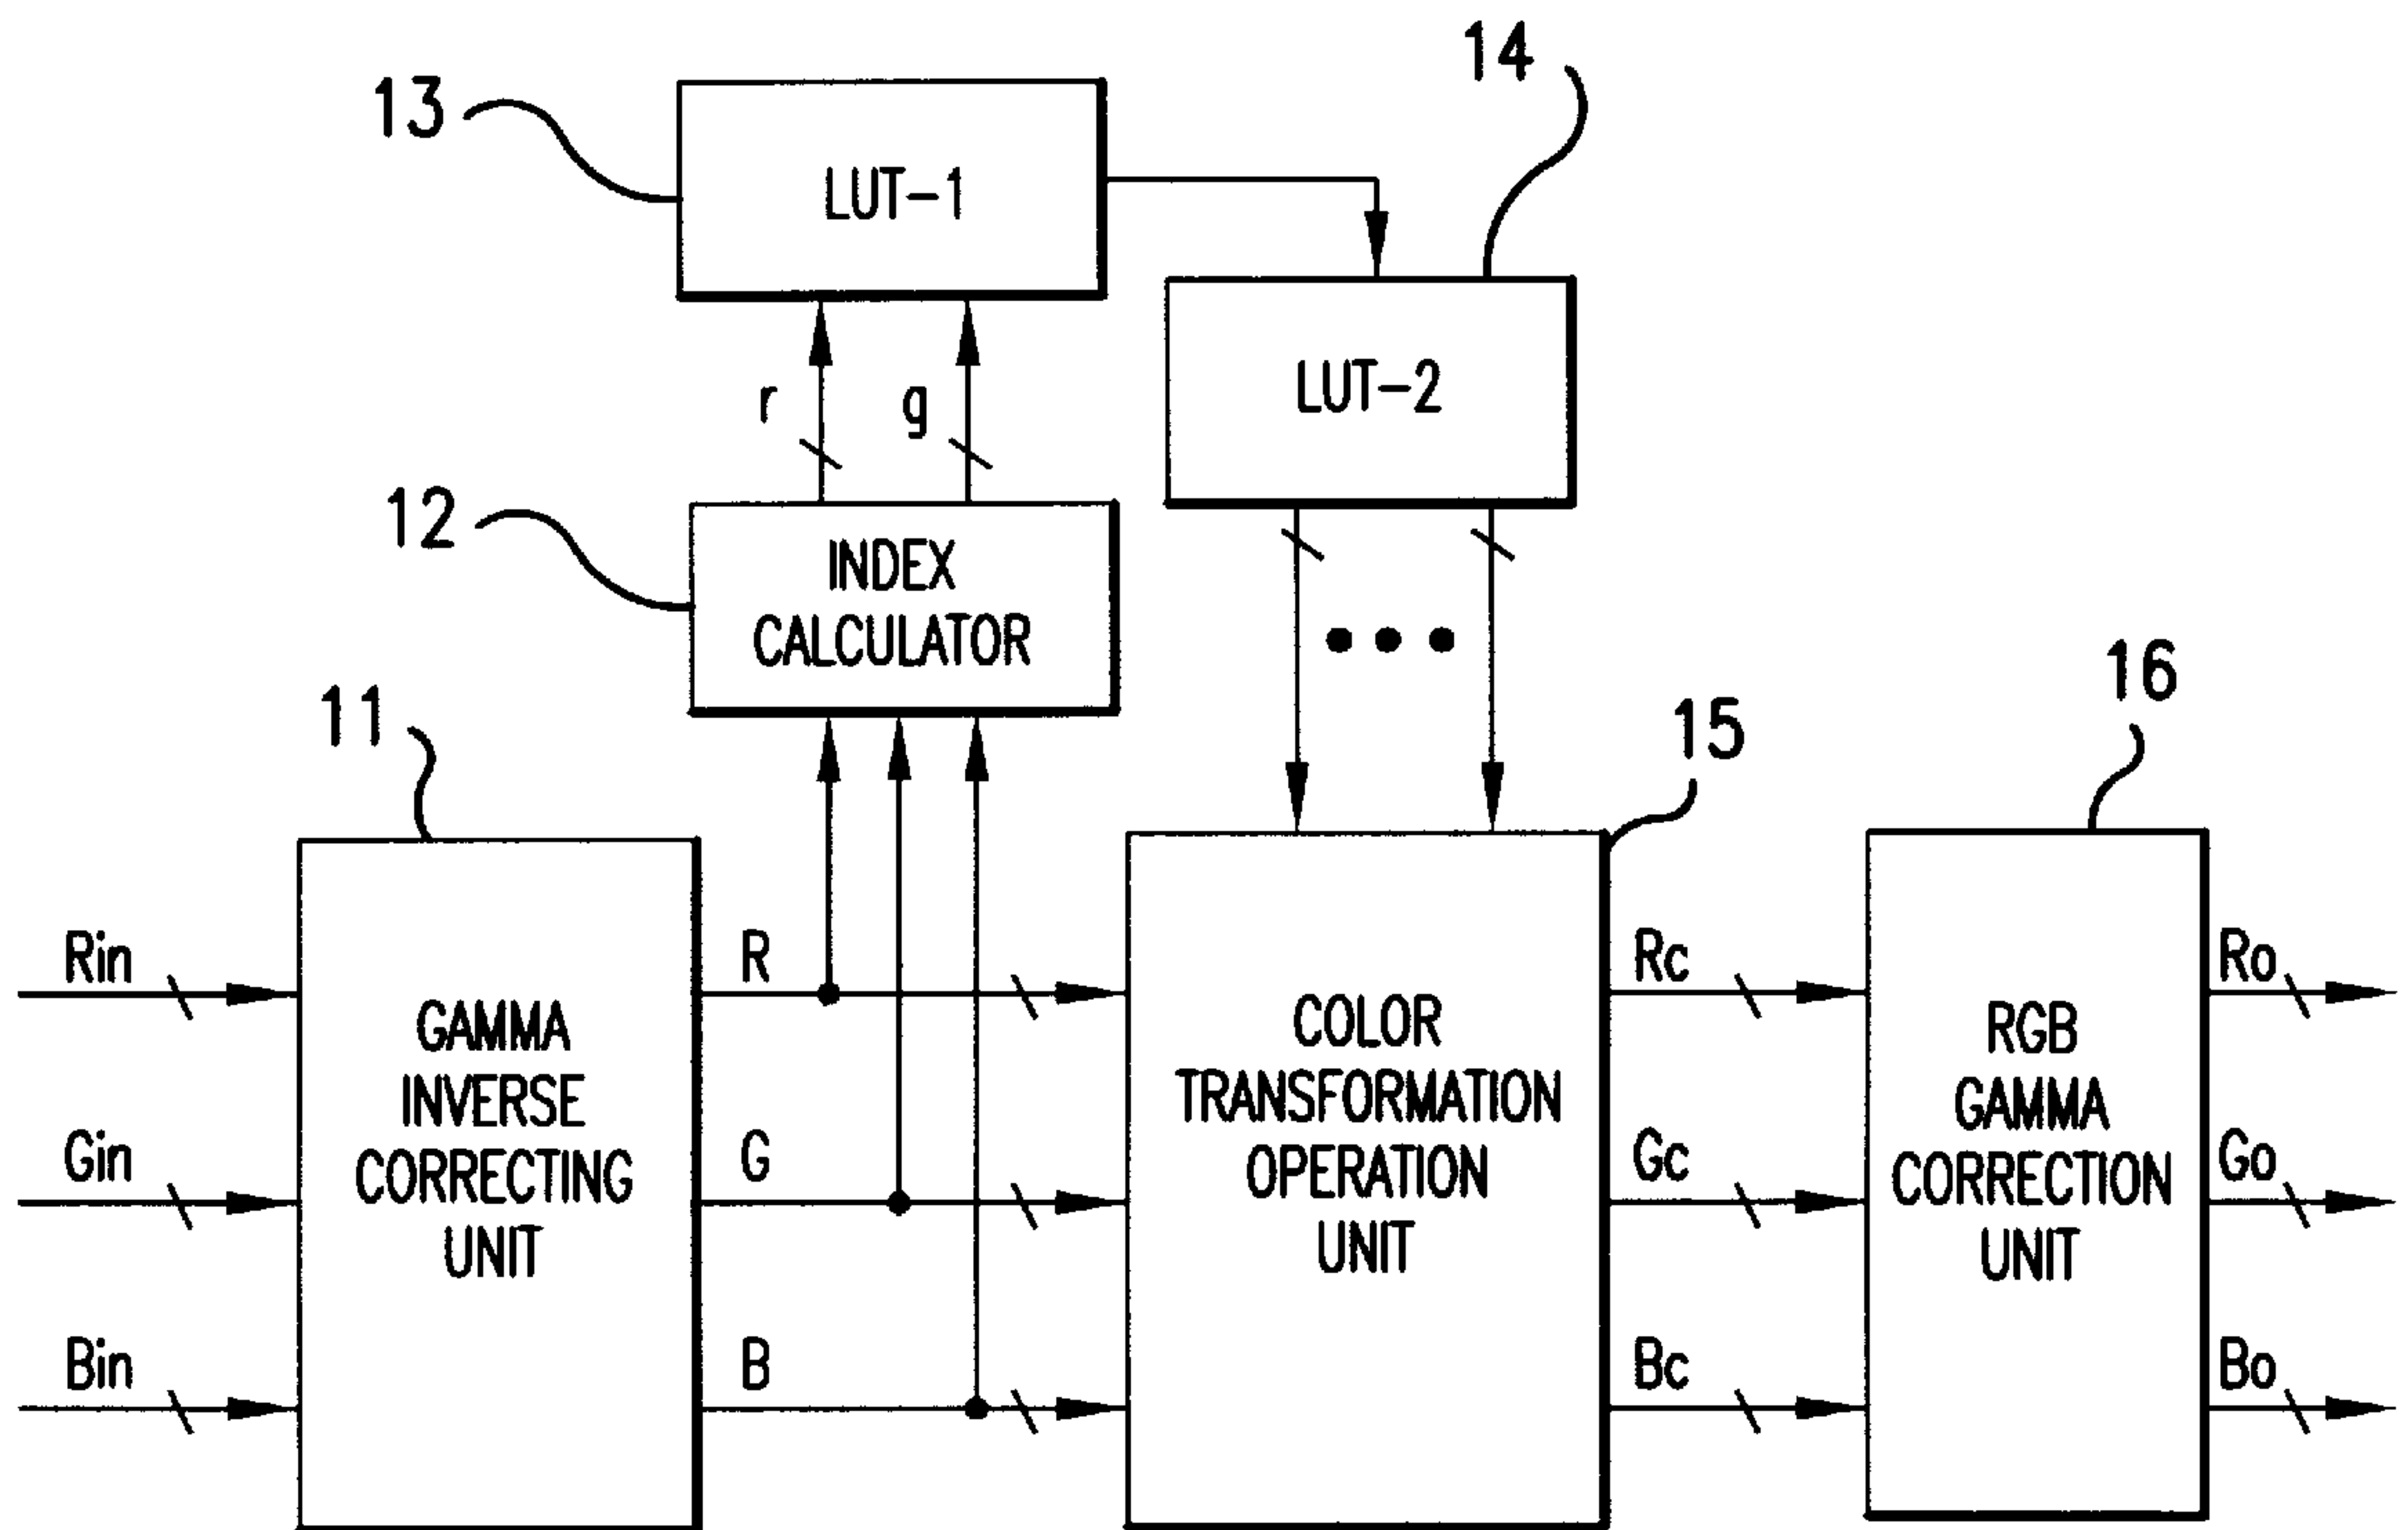 14
13
LUT-1
LUT-2
r g
12
INDEX
CALCULATOR
16
11
15
Rin R Rc Ro
GAMMA
INVERSE
CORRECTING
UNIT
COLOR
TRANSFORMATION
OPERATION
UNIT
RGB
GAMMA
CORRECTION
UNIT
Gin G Gc Go
Bin B Bc Bo